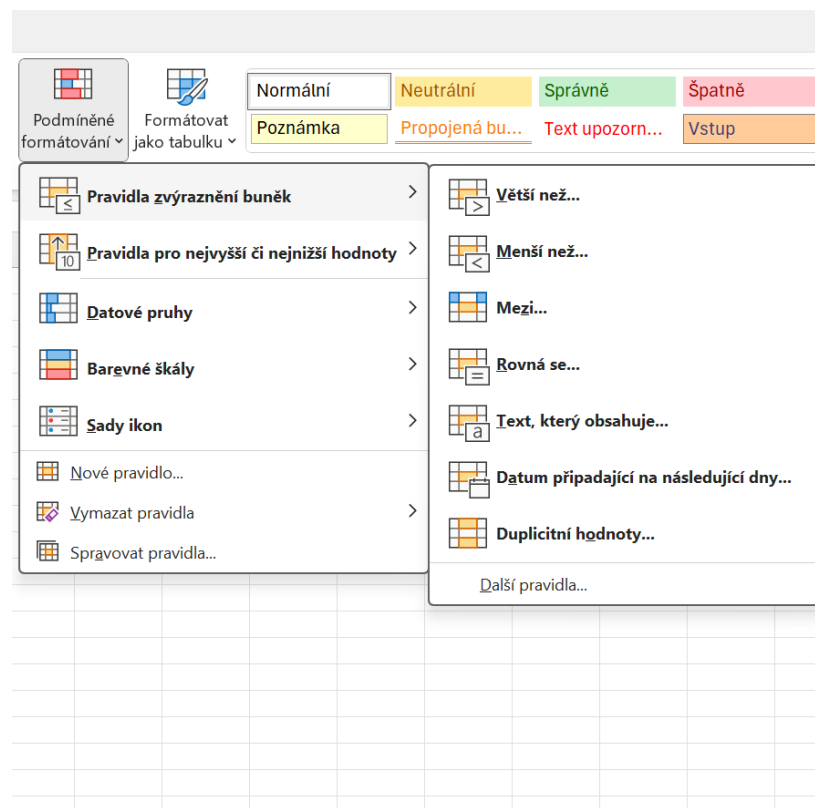 Podmíněné
formátování
Formátovat
jako tabulku
Normální
Neutrální
Správně
Špatně
Poznámka
Propojená bu...
Text upozorn...
Vstup
Pravidla zvýraznění buněk
10
Pravidla pro nejvyšší či nejnižší hodnoty
Datové pruhy
Barevné škály
Sady ikon
Nové pravidlo...
Vymazat pravidla
Spravovat pravidla...
Větší než...
Menší než...
Mezi...
Rovná se...
a
Text, který obsahuje...
Datum připadající na následující dny...
Duplicitní hodnoty...
Další pravidla...